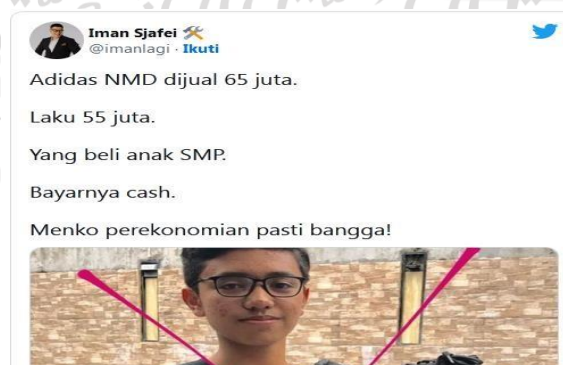 Iman Sjafei
@imanlagi · Ikuti
Adidas NMD dijual 65 juta.
Laku 55 juta.
Yang beli anak SMP.
Bayarnya cash.
Menko perekonomian pasti bangga!